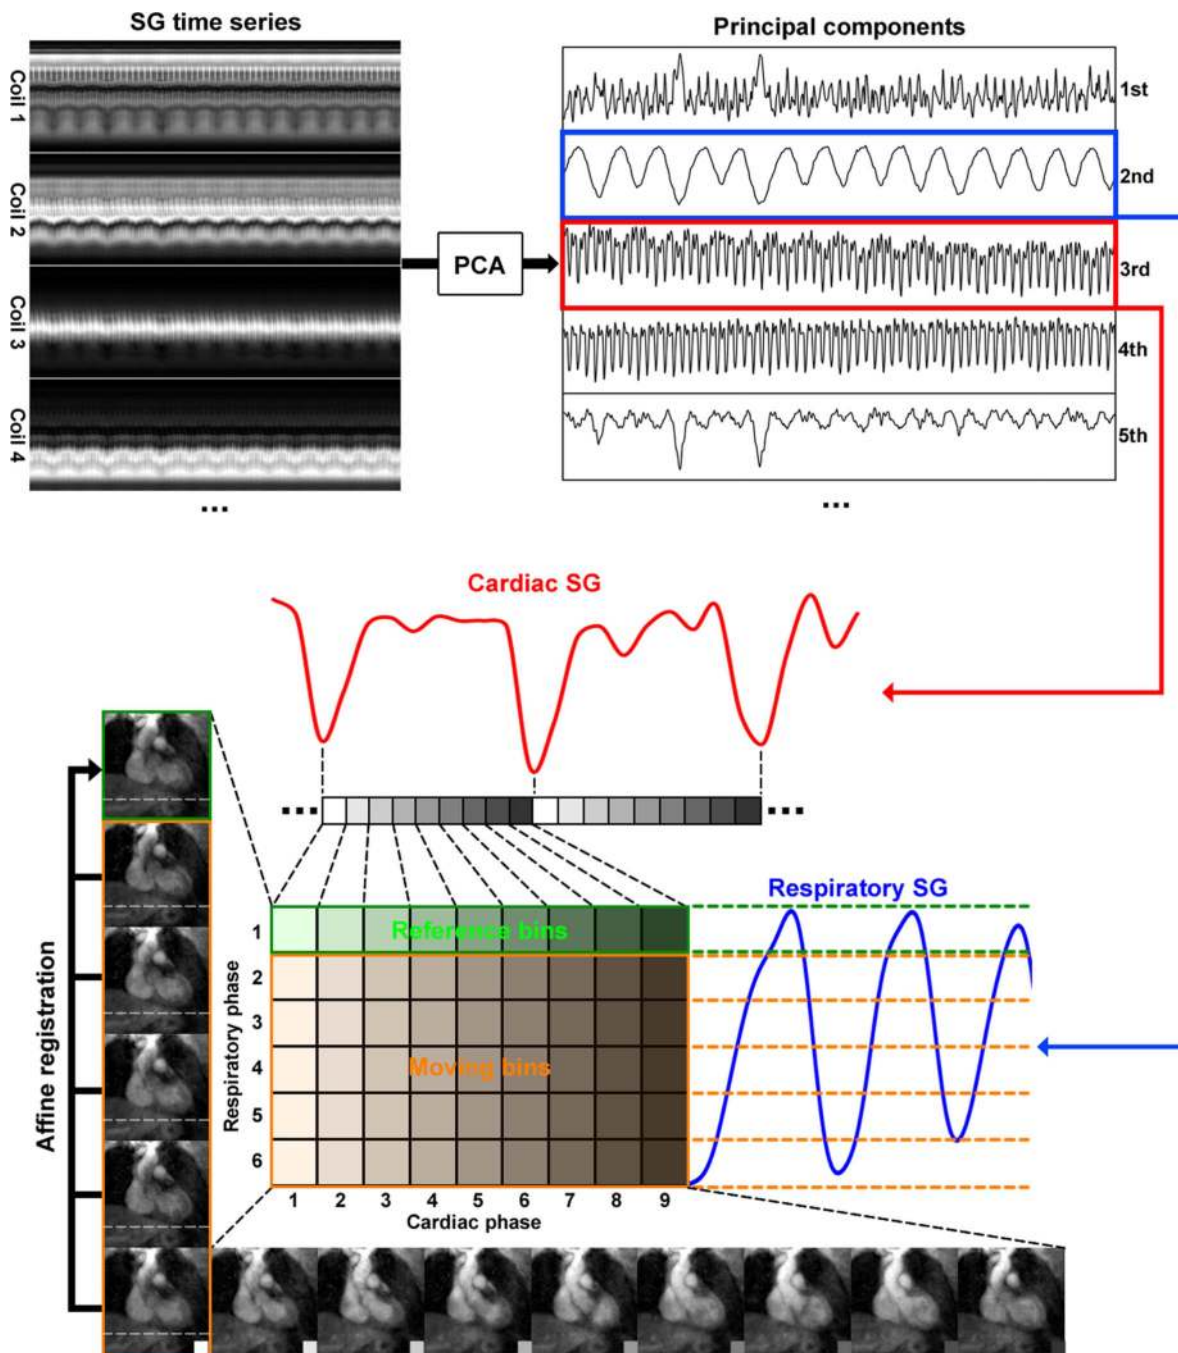 SG time series
Principal components
Coil 1
Coil 2
Coil 3
Coil 4
...
PCA
1st
2nd
3rd
4th
5th
...
Cardiac SG
...
...
Respiratory SG
Affine registration
Respiratory phase
1
2
3
4
5
6
Reference bins
Moving bins
1 2 3 4 5 6 7 8 9
Cardiac phase